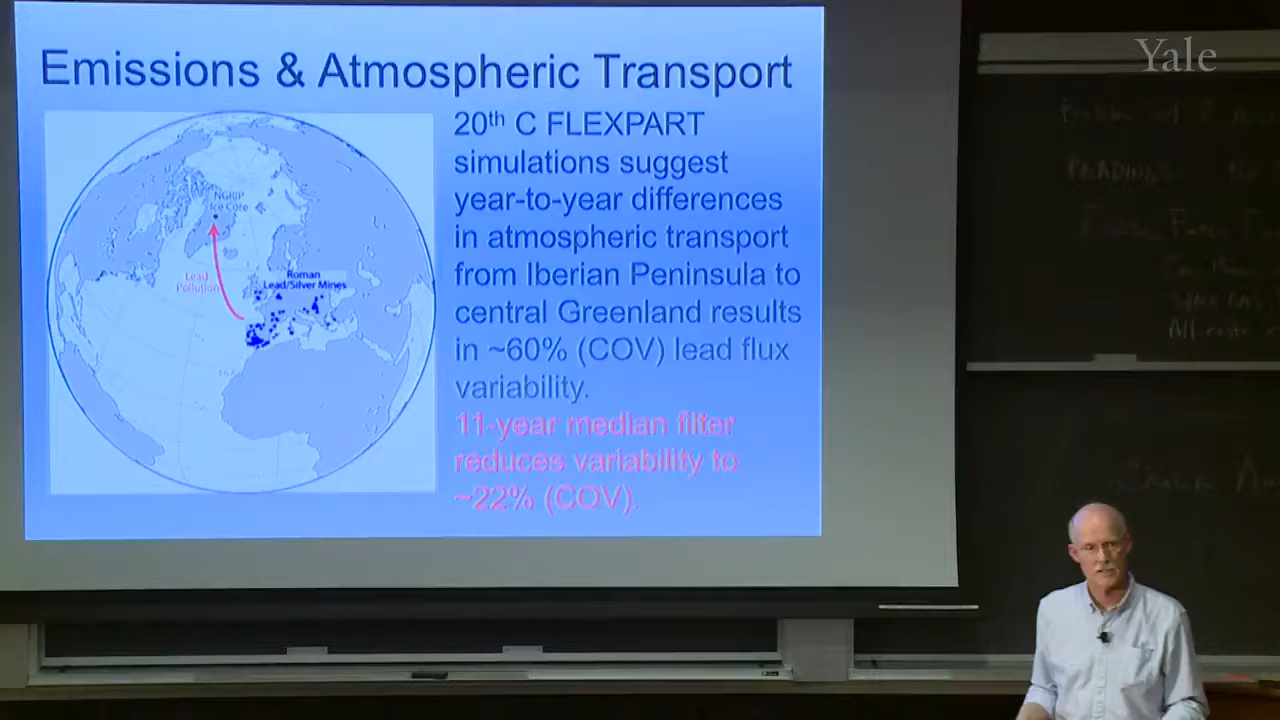 Emissions & Atmospheric Transport
NGRIP
Ice Core
Lead
Pollution
Roman
Lead/Silver Mines
20th C FLEXPART
simulations suggest
year-to-year differences
in atmospheric transport
from Iberian Peninsula to
central Greenland results
in ~60% (COV) lead flux
variability.
11-year median filter
reduces variability to
~22% (COV).
Yale
READINGS